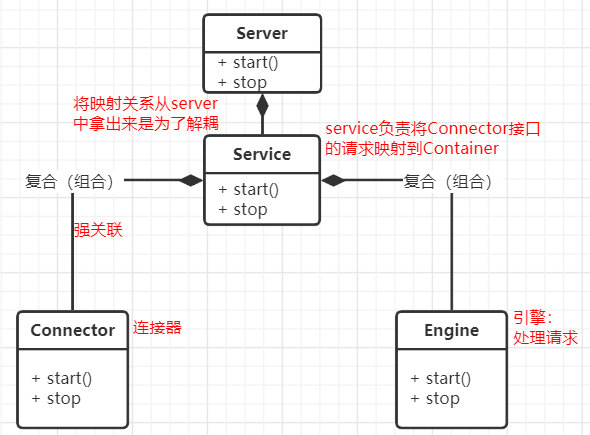 Server
+ start()
+ stop
将映射关系从server
中拿出来是为了解耦
service负责将Connector接口
的请求映射到Container
Service
+ start()
+ stop
复合（组合）
复合（组合）
强关联
Connector
+ start()
+ stop
连接器
Engine
+ start()
+ stop
引擎：
处理请求